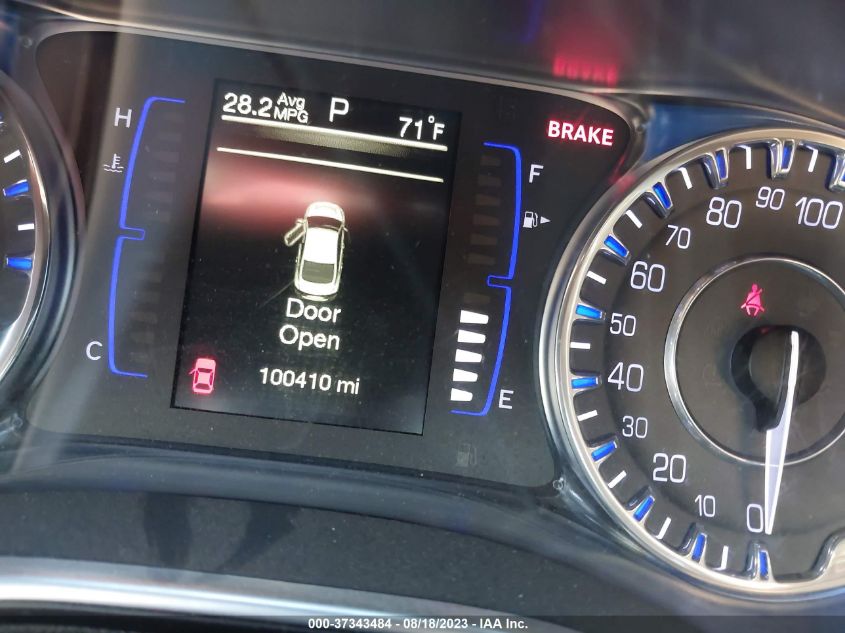 28.2 Avg MPG P 71°F
BRAKE
H
F
Door
Open
C
E
100410 mi
0
10
20
30
40
50
60
70
80
90
100
000-37343484 - 08/18/2023 - IAA Inc.